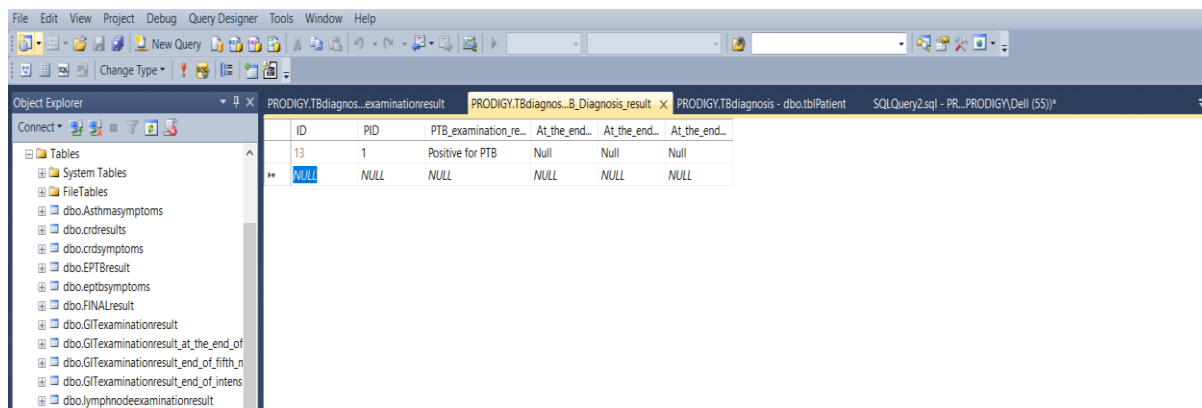 File Edit View Project Debug Query Designer Tools Window Help
New Query
Change Type
Object Explorer
PRODIGY.TBdiagnos...examinationresult PRODIGY.TBdiagnos...B_Diagnosis_result PRODIGY.TBdiagnosis - dbo.tblPatient SQLQuery2.sql - PR...PRODIGY\Dell (55))*
Connect
ID PID PTB_examination_re... At_the_end... At_the_end... At_the_end...
13 1 Positive for PTB Null Null Null
NULL NULL NULL NULL NULL NULL
Tables
System Tables
FileTables
dbo.Asthmasymptoms
dbo.crdresults
dbo.crdsymptoms
dbo.EPTBresult
dbo.eptbsymptoms
dbo.FINALresult
dbo.GITexaminationresult
dbo.GITexaminationresult_at_the_end_of
dbo.GITexaminationresult_end_of_fifth_n
dbo.GITexaminationresult_end_of_intens
dbo.lymphnodeexaminationresult